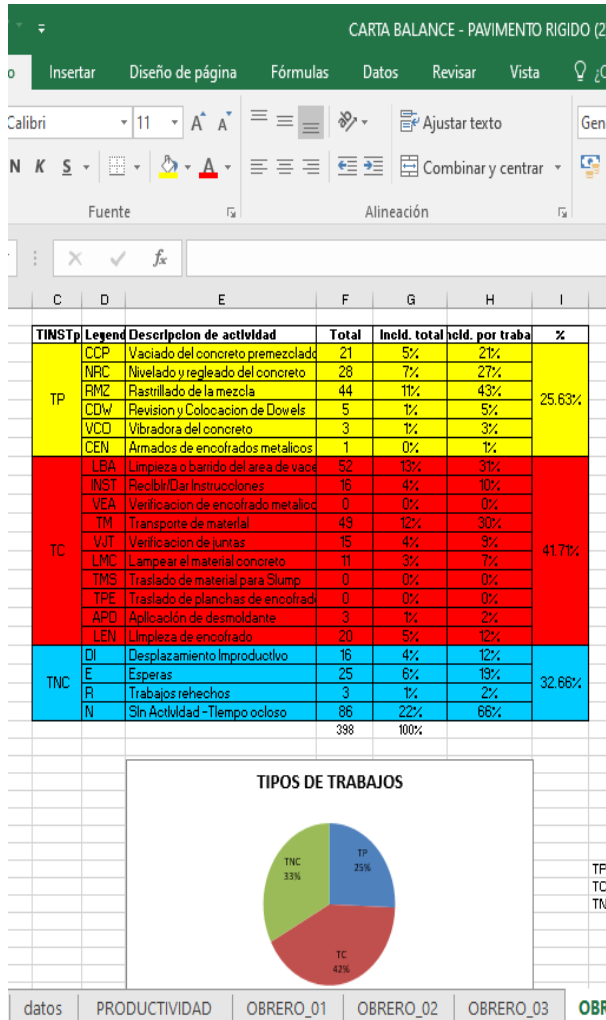 CARTA BALANCE - PAVIMENTO RIGIDO (2
o Insertar Diseño de página Fórmulas Datos Revisar Vista ¿C
Calibri 11 A A Ajustar texto Gen
N K S A Combinar y centrar
Fuente Alineación
fx
C D E F G H I
TINSTp Legend Descripcion de actividad Total Incid. total ncid. por traba %
TP 25.63%
CCP Vaciado del concreto premezclado 21 5% 21%
NRC Nivelado y regleado del concreto 28 7% 27%
RMZ Rastrillado de la mezcla 44 11% 43%
CDW Revision y Colocacion de Dowels 5 1% 5%
VCO Vibradora del concreto 3 1% 3%
CEN Armados de encofrados metalicos 1 0% 1%
TC 41.71%
LBA Limpieza o barrido del area de vace 52 13% 31%
INST Recibir/Dar Instrucciones 16 4% 10%
VEA Verificacion de encofrado metalico 0 0% 0%
TM Transporte de material 49 12% 30%
VJT Verificacion de juntas 15 4% 9%
LMC Lampear el material concreto 11 3% 7%
TMS Traslado de material para Slump 0 0% 0%
TPE Traslado de planchas de encofrad 0 0% 0%
APD Aplicación de desmoldante 3 1% 2%
LEN Limpieza de encofrado 20 5% 12%
TNC 32.66%
DI Desplazamiento Improductivo 16 4% 12%
E Esperas 25 6% 19%
R Trabajos rehechos 3 1% 2%
N Sin Actividad -Tiempo ocioso 86 22% 66%
398 100%
TIPOS DE TRABAJOS
TP
25%
TNC
33%
TC
42%
TP
TC
TN
datos PRODUCTIVIDAD OBRERO_01 OBRERO_02 OBRERO_03 OBR